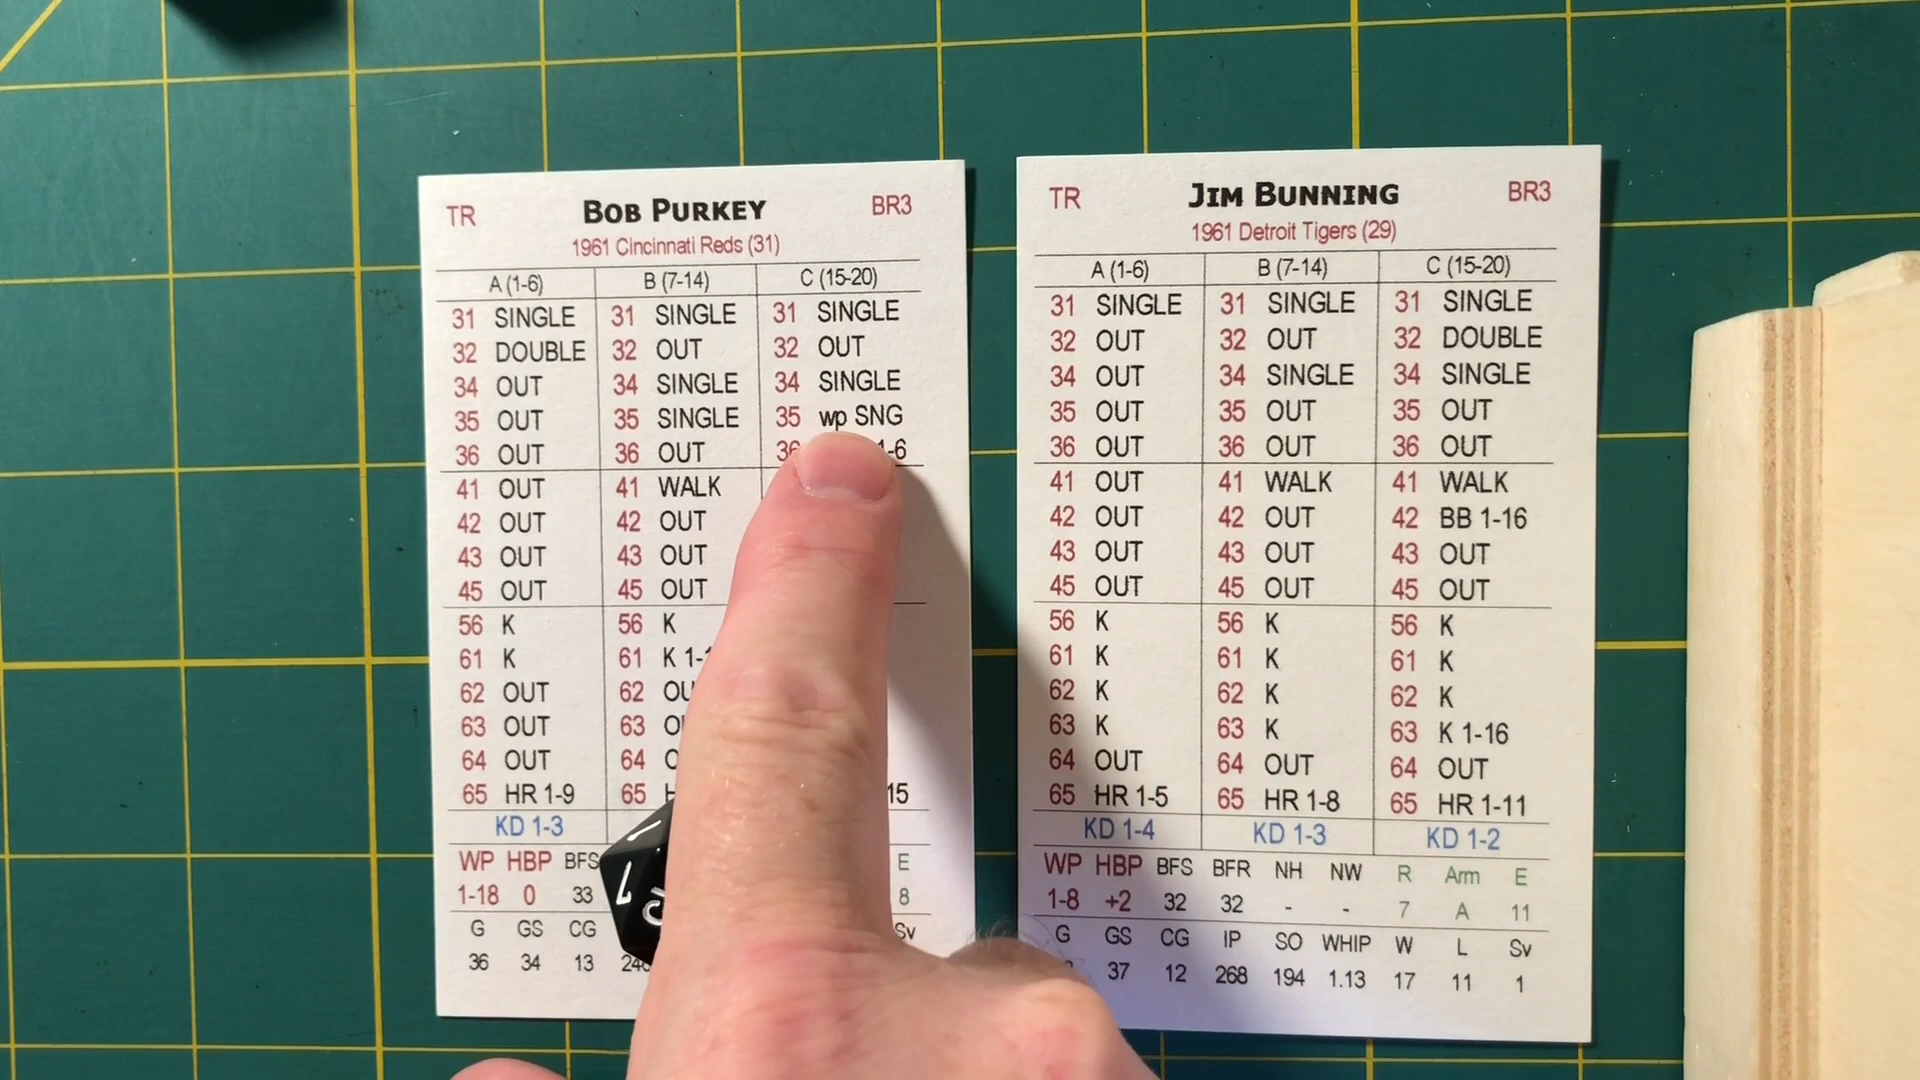 TR BOB PURKEY BR3
1961 Cincinnati Reds (31)
A (1-6) B (7-14) C (15-20)
31 SINGLE 31 SINGLE 31 SINGLE
32 DOUBLE 32 OUT 32 OUT
34 OUT 34 SINGLE 34 SINGLE
35 OUT 35 SINGLE 35 wp SNG
36 OUT 36 OUT
41 OUT 41 WALK
42 OUT 42 OUT
43 OUT 43 OUT
45 OUT 45 OUT
56 K 56 K
61 K 61 K
62 OUT 62
63 OUT 63
64 OUT 64
65 HR 1-9 65
KD 1-3
WP HBP BFS E
1-18 0 33 8
G GS CG Sv
36 34 13
TR JIM BUNNING BR3
1961 Detroit Tigers (29)
A (1-6) B (7-14) C (15-20)
31 SINGLE 31 SINGLE 31 SINGLE
32 OUT 32 OUT 32 DOUBLE
34 OUT 34 SINGLE 34 SINGLE
35 OUT 35 OUT 35 OUT
36 OUT 36 OUT 36 OUT
41 OUT 41 WALK 41 WALK
42 OUT 42 OUT 42 BB 1-16
43 OUT 43 OUT 43 OUT
45 OUT 45 OUT 45 OUT
56 K 56 K 56 K
61 K 61 K 61 K
62 K 62 K 62 K
63 K 63 K 63 K 1-16
64 OUT 64 OUT 64 OUT
65 HR 1-5 65 HR 1-8 65 HR 1-11
KD 1-4 KD 1-3 KD 1-2
WP HBP BFS BFR NH NW R Arm E
1-8 +2 32 32 - - 7 A 11
G GS CG IP SO WHIP W L Sv
37 12 268 194 1.13 17 11 1